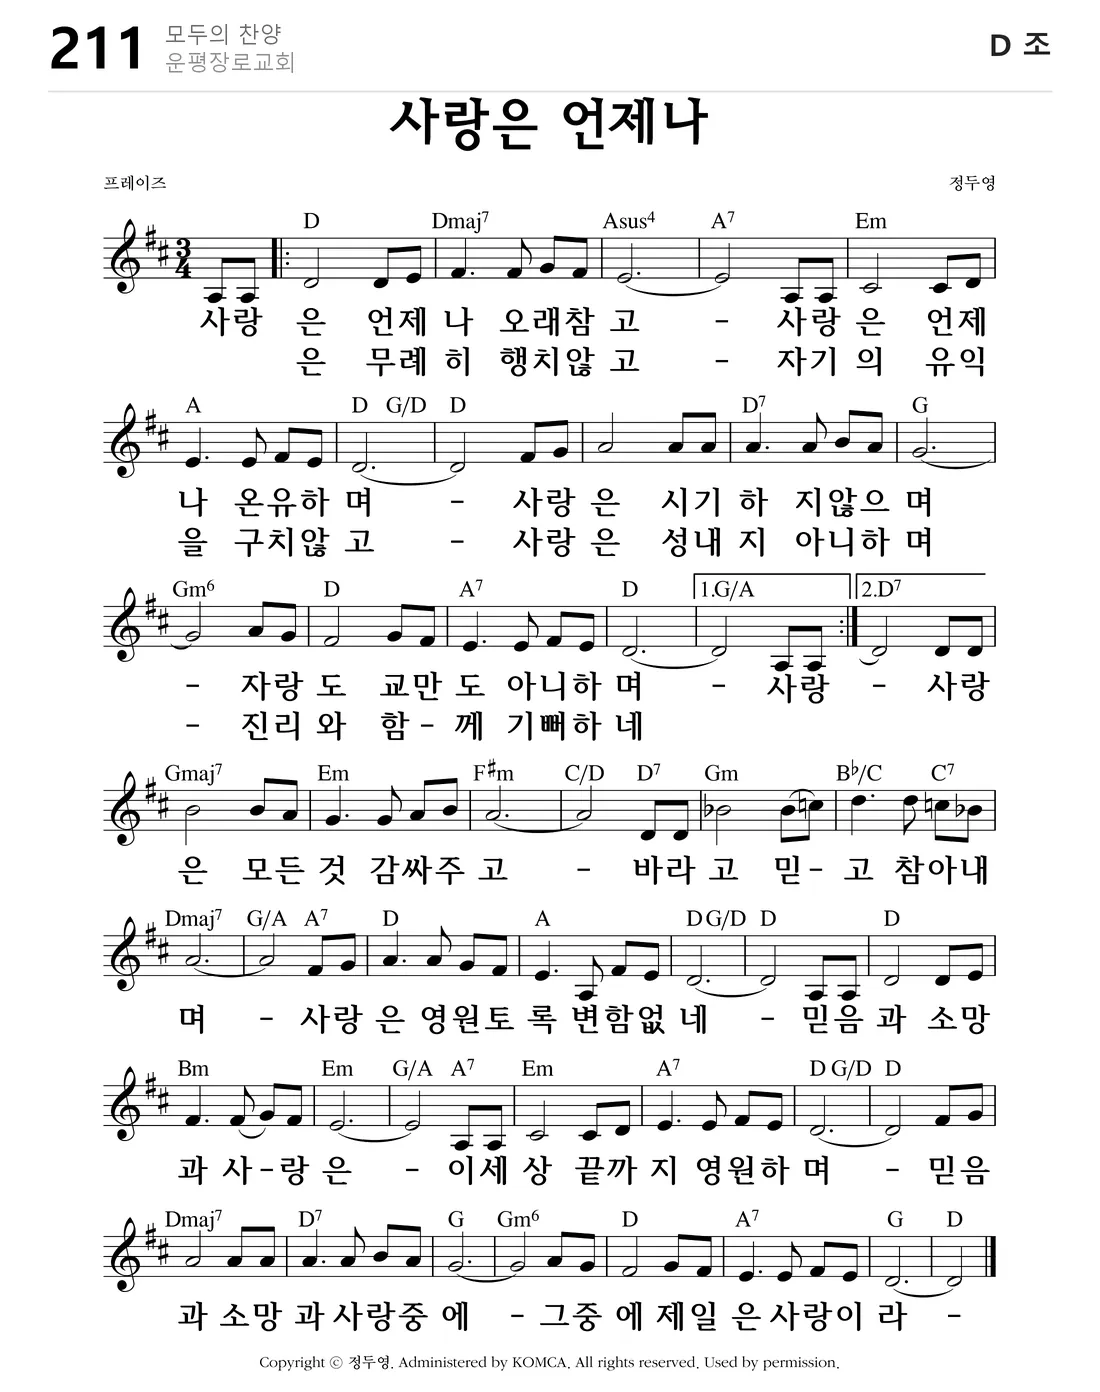 211 모두의 찬양
운평장로교회
D 조
사랑은 언제나
프레이즈 정두영
D Dmaj7 Asus4 A7 Em
3
4
사랑 은 언제 나 오래참 고 - 사랑 은 언제
은 무례 히 행치않 고 - 자기 의 유익
A D G/D D D7 G
나 온유하 며 - 사랑 은 시기 하 지않으 며
을 구치않 고 - 사랑 은 성내 지 아니하 며
Gm6 D A7 D 1.G/A 2.D7
- 자랑 도 교만 도 아니하 며 - 사랑 - 사랑
- 진리 와 함- 께 기뻐하 네
Gmaj7 Em F♯m C/D D7 Gm B♭/C C7
은 모든 것 감싸주 고 - 바라 고 믿- 고 참아내
Dmaj7 G/A A7 D A D G/D D D
며 - 사랑 은 영원토 록 변함없 네 - 믿음 과 소망
Bm Em G/A A7 Em A7 D G/D D
과 사-랑 은 - 이세 상 끝까 지 영원하 며 - 믿음
Dmaj7 D7 G Gm6 D A7 G D
과 소망 과 사랑중 에 - 그중 에 제일 은 사랑이 라 -
Copyright ⓒ 정두영. Administered by KOMCA. All rights reserved. Used by permission.